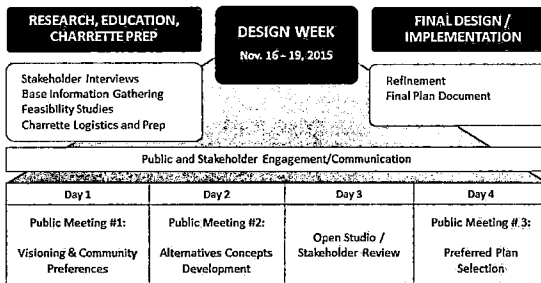 RESEARCH, EDUCATION,
CHARRETTE PREP
DESIGN WEEK
Nov. 16 – 19, 2015
FINAL DESIGN /
IMPLEMENTATION
Stakeholder Interviews
Base Information Gathering
Feasibility Studies
Charrette Logistics and Prep
Refinement
Final Plan Document
Public and Stakeholder Engagement/Communication
Day 1
Day 2
Day 3
Day 4
Public Meeting #1:
Visioning & Community
Preferences
Public Meeting #2:
Alternatives Concepts
Development
Open Studio /
Stakeholder Review
Public Meeting #3:
Preferred Plan
Selection